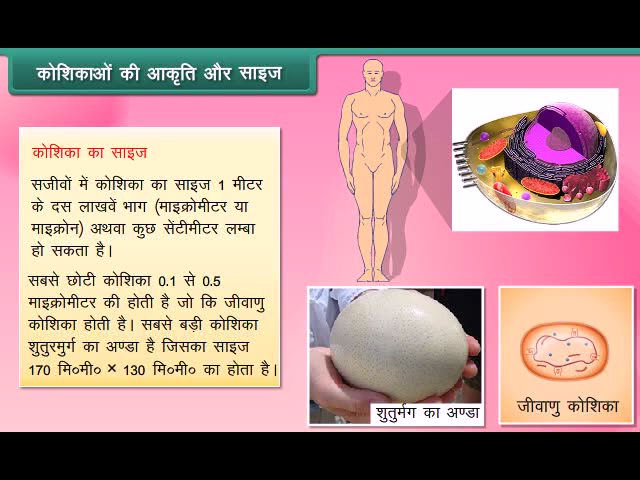 कोशिकाओं की आकृति और साइज
कोशिका का साइज
सजीवों में कोशिका का साइज 1 मीटर
के दस लाखवें भाग (माइक्रोमीटर या
माइक्रोन) अथवा कुछ सेंटीमीटर लम्बा
हो सकता है।
सबसे छोटी कोशिका 0.1 से 0.5
माइक्रोमीटर की होती है जो कि जीवाणु
कोशिका होती है। सबसे बड़ी कोशिका
शुतुरमुर्ग का अण्डा है जिसका साइज
170 मि०मी० × 130 मि०मी० का होता है।
शुतुर्मग का अण्डा
जीवाणु कोशिका